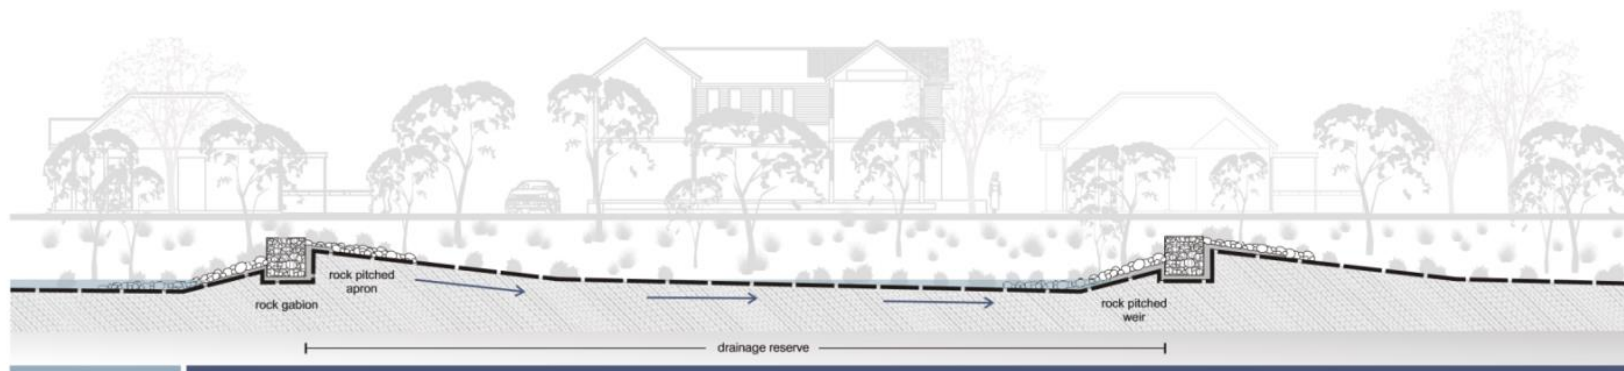 rock pitched
apron
rock gabion
rock pitched
weir
drainage reserve